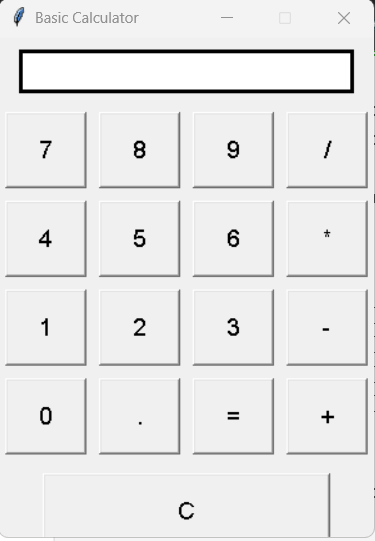 Basic Calculator
7 8 9 /
4 5 6 *
1 2 3 -
0 . = +
C